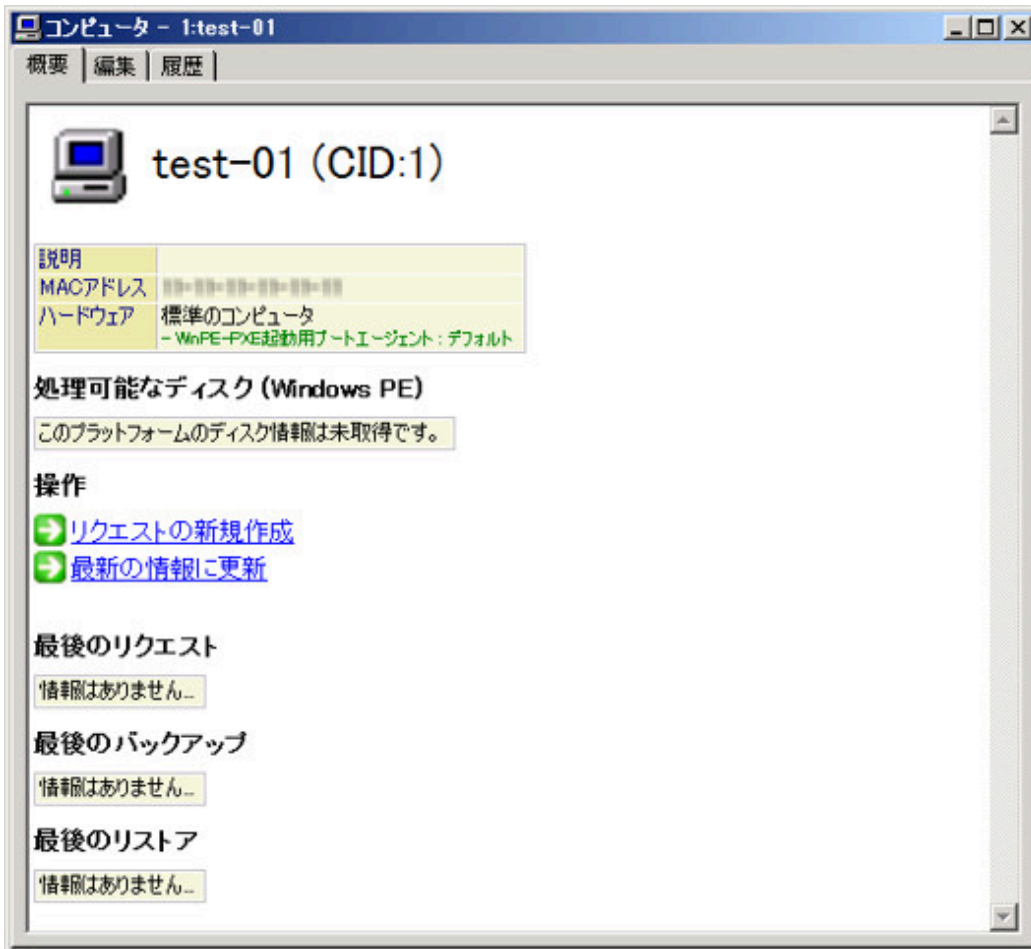 コンピュータ - 1:test-01
概要 編集 履歴
test-01 (CID:1)
説明
MACアドレス
ハードウェア 標準のコンピュータ
- WinPE-PXE起動用ブートエージェント : デフォルト
処理可能なディスク (Windows PE)
このプラットフォームのディスク情報は未取得です。
操作
リクエストの新規作成
最新の情報に更新
最後のリクエスト
情報はありません...
最後のバックアップ
情報はありません...
最後のリストア
情報はありません...